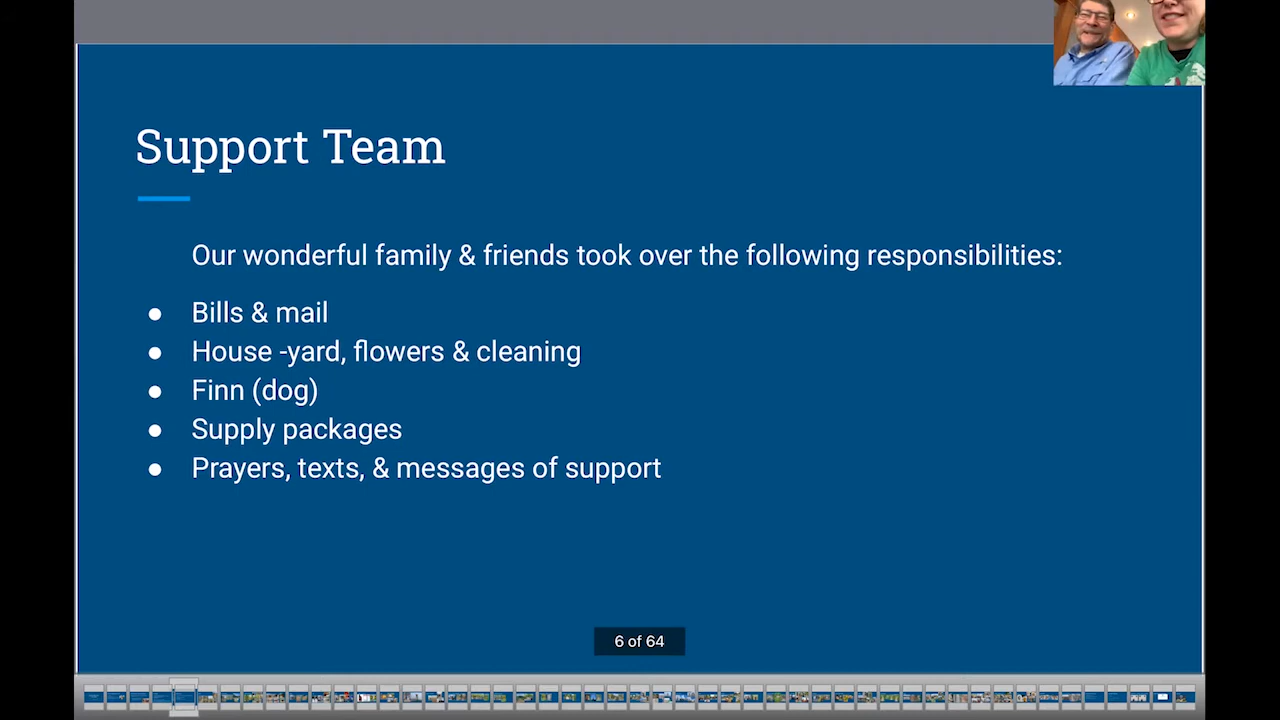 Support Team
Our wonderful family & friends took over the following responsibilities:
● Bills & mail
● House -yard, flowers & cleaning
● Finn (dog)
● Supply packages
● Prayers, texts, & messages of support
6 of 64